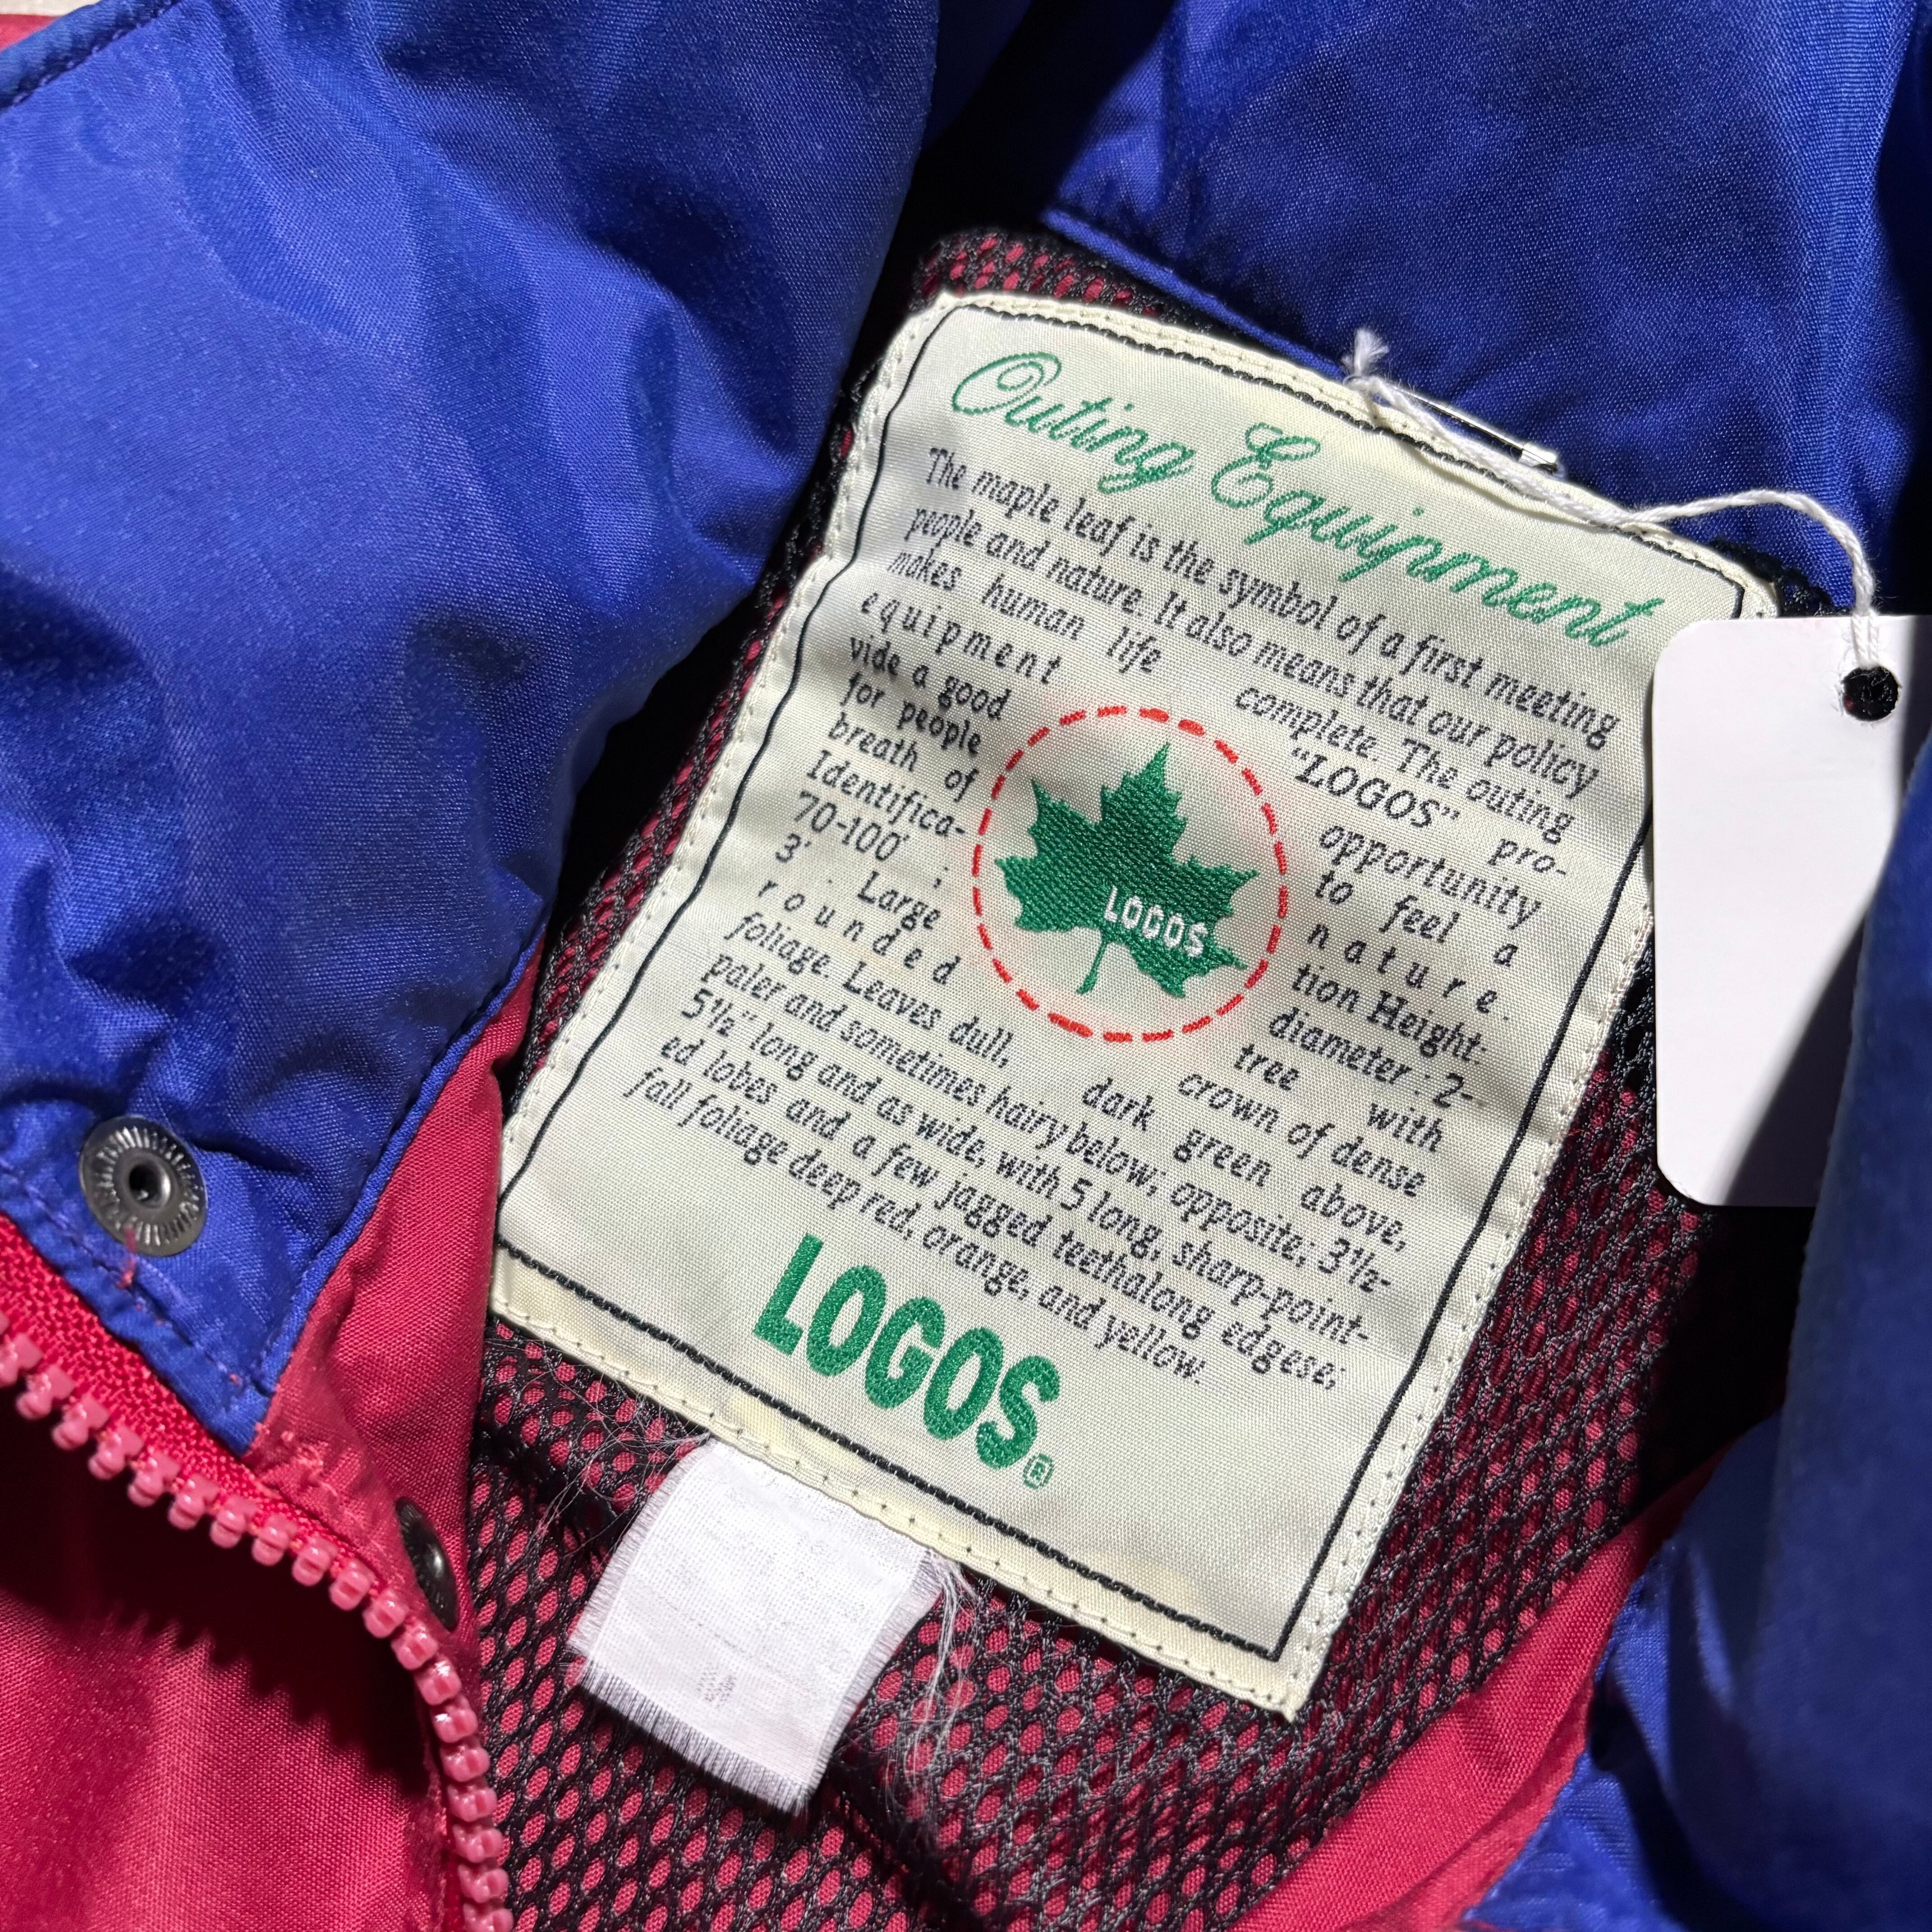 Outing Equipment
The maple leaf is the symbol of a first meeting
people and nature. It also means that our policy
makes human life complete. The outing
equipment "LOGOS" pro-
vide a good opportunity
for people to feel a
breath of nature.
Identifica- tion Height:
70-100' ; diameter : 2-
3' . Large tree with
rounded crown of dense
foliage. Leaves dull, dark green above,
paler and sometimes hairy below; opposite; 3½-
5½" long and as wide, with 5 long, sharp-point-
ed lobes and a few jagged teethalong edgese;
fall foliage deep red, orange, and yellow.
LOGOS
LOGOS®